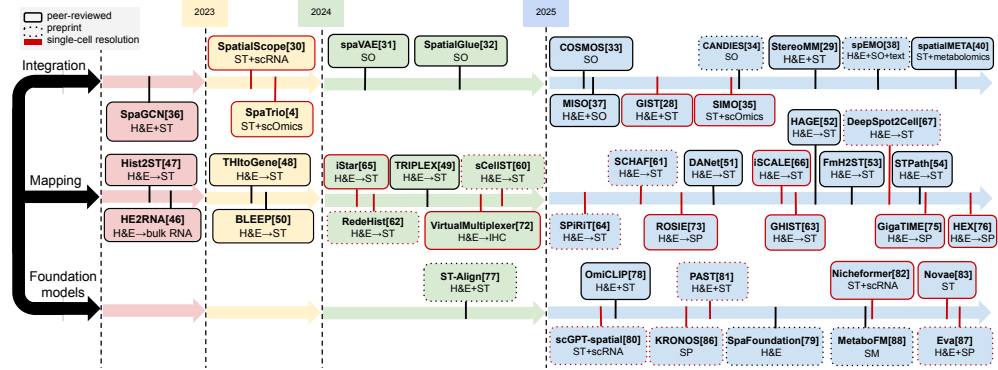 peer-reviewed
preprint
single-cell resolution
2023
2024
2025
Integration
SpatialScope[30]
ST+scRNA
spaVAE[31]
SO
SpatialGlue[32]
SO
COSMOS[33]
SO
CANDIES[34]
SO
StereoMM[29]
H&E+ST
spEMO[38]
H&E+SO+text
spatialMETA[40]
ST+metabolomics
SpaGCN[36]
H&E+ST
SpaTrio[4]
ST+scOmics
MISO[37]
H&E+SO
GIST[28]
H&E+ST
SIMO[35]
ST+scOmics
HAGE[52]
H&E→ST
DeepSpot2Cell[67]
H&E→ST
Mapping
Hist2ST[47]
H&E→ST
THItoGene[48]
H&E→ST
iStar[65]
H&E→ST
TRIPLEX[49]
H&E→ST
sCellST[60]
H&E→ST
SCHAF[61]
H&E→ST
DANet[51]
H&E→ST
iSCALE[66]
H&E→ST
FmH2ST[53]
H&E→ST
STPath[54]
H&E→ST
HE2RNA[46]
H&E→bulk RNA
BLEEP[50]
H&E→ST
RedeHist[62]
H&E→ST
VirtualMultiplexer[72]
H&E→IHC
SPiRiT[64]
H&E→ST
ROSIE[73]
H&E→SP
GHIST[63]
H&E→ST
GigaTIME[75]
H&E→SP
HEX[76]
H&E→SP
Foundation
models
ST-Align[77]
H&E+ST
OmiCLIP[78]
H&E+ST
PAST[81]
H&E+ST
Nicheformer[82]
ST+scRNA
Novae[83]
ST
scGPT-spatial[80]
ST+scRNA
KRONOS[86]
SP
SpaFoundation[79]
H&E
MetaboFM[88]
SM
Eva[87]
H&E+SP